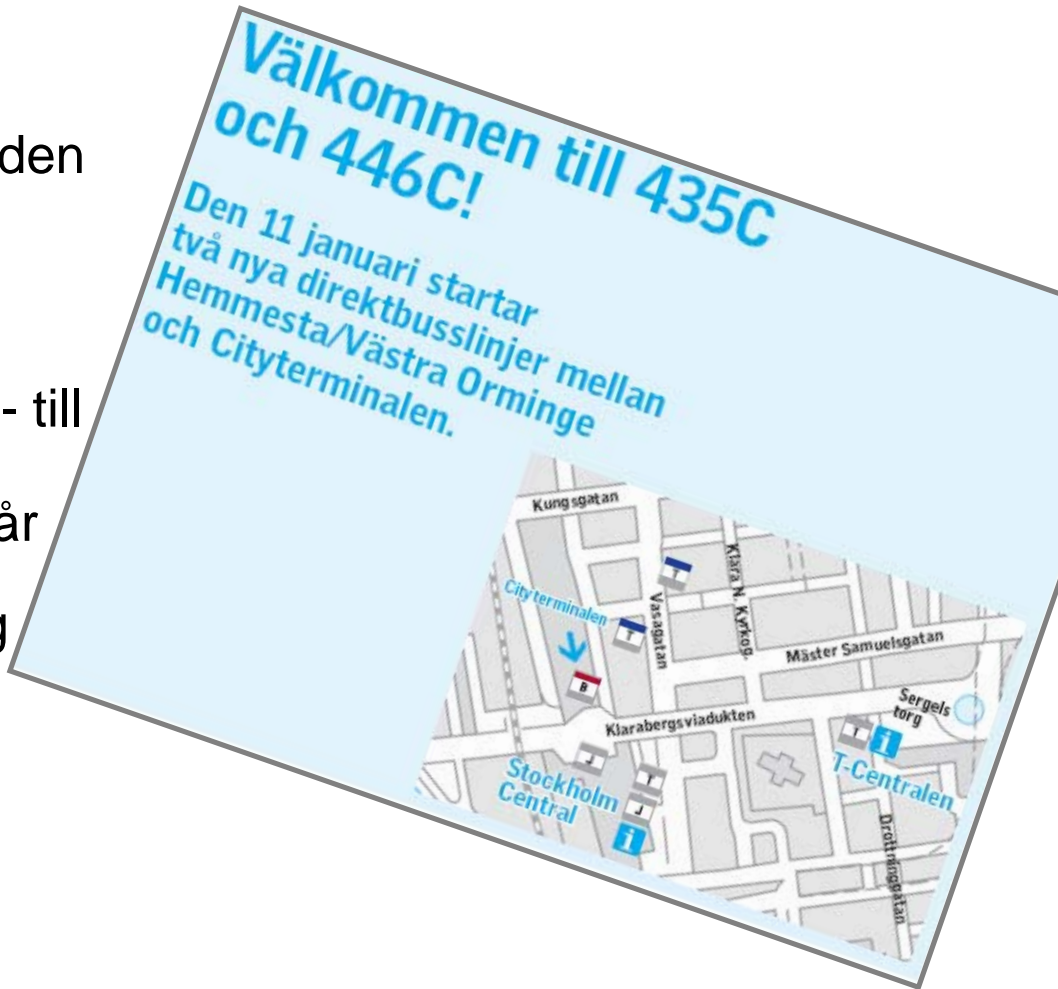 den
- till
år
g
Välkommen till 435C
och 446C!
Den 11 januari startar
två nya direktbusslinjer mellan
Hemmesta/Västra Orminge
och Cityterminalen.
Kungsgatan
Cityterminalen
T
T
Vasagatan
Klara N. Kyrkog.
Mäster Samuelsgatan
B
Klarabergsviadukten
Sergels
torg
T
i
T-Centralen
J
T
J
Stockholm
Central
i
Drottninggatan